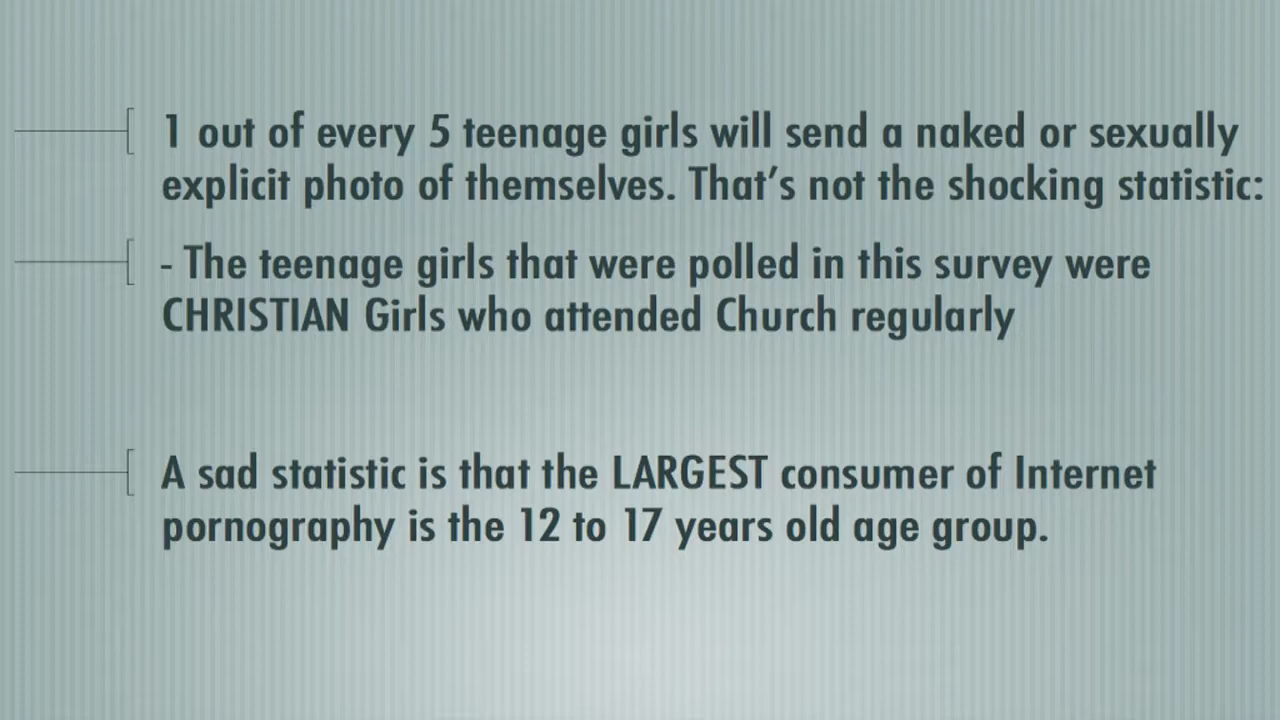 1 out of every 5 teenage girls will send a naked or sexually
explicit photo of themselves. That's not the shocking statistic:
- The teenage girls that were polled in this survey were
CHRISTIAN Girls who attended Church regularly
A sad statistic is that the LARGEST consumer of Internet
pornography is the 12 to 17 years old age group.